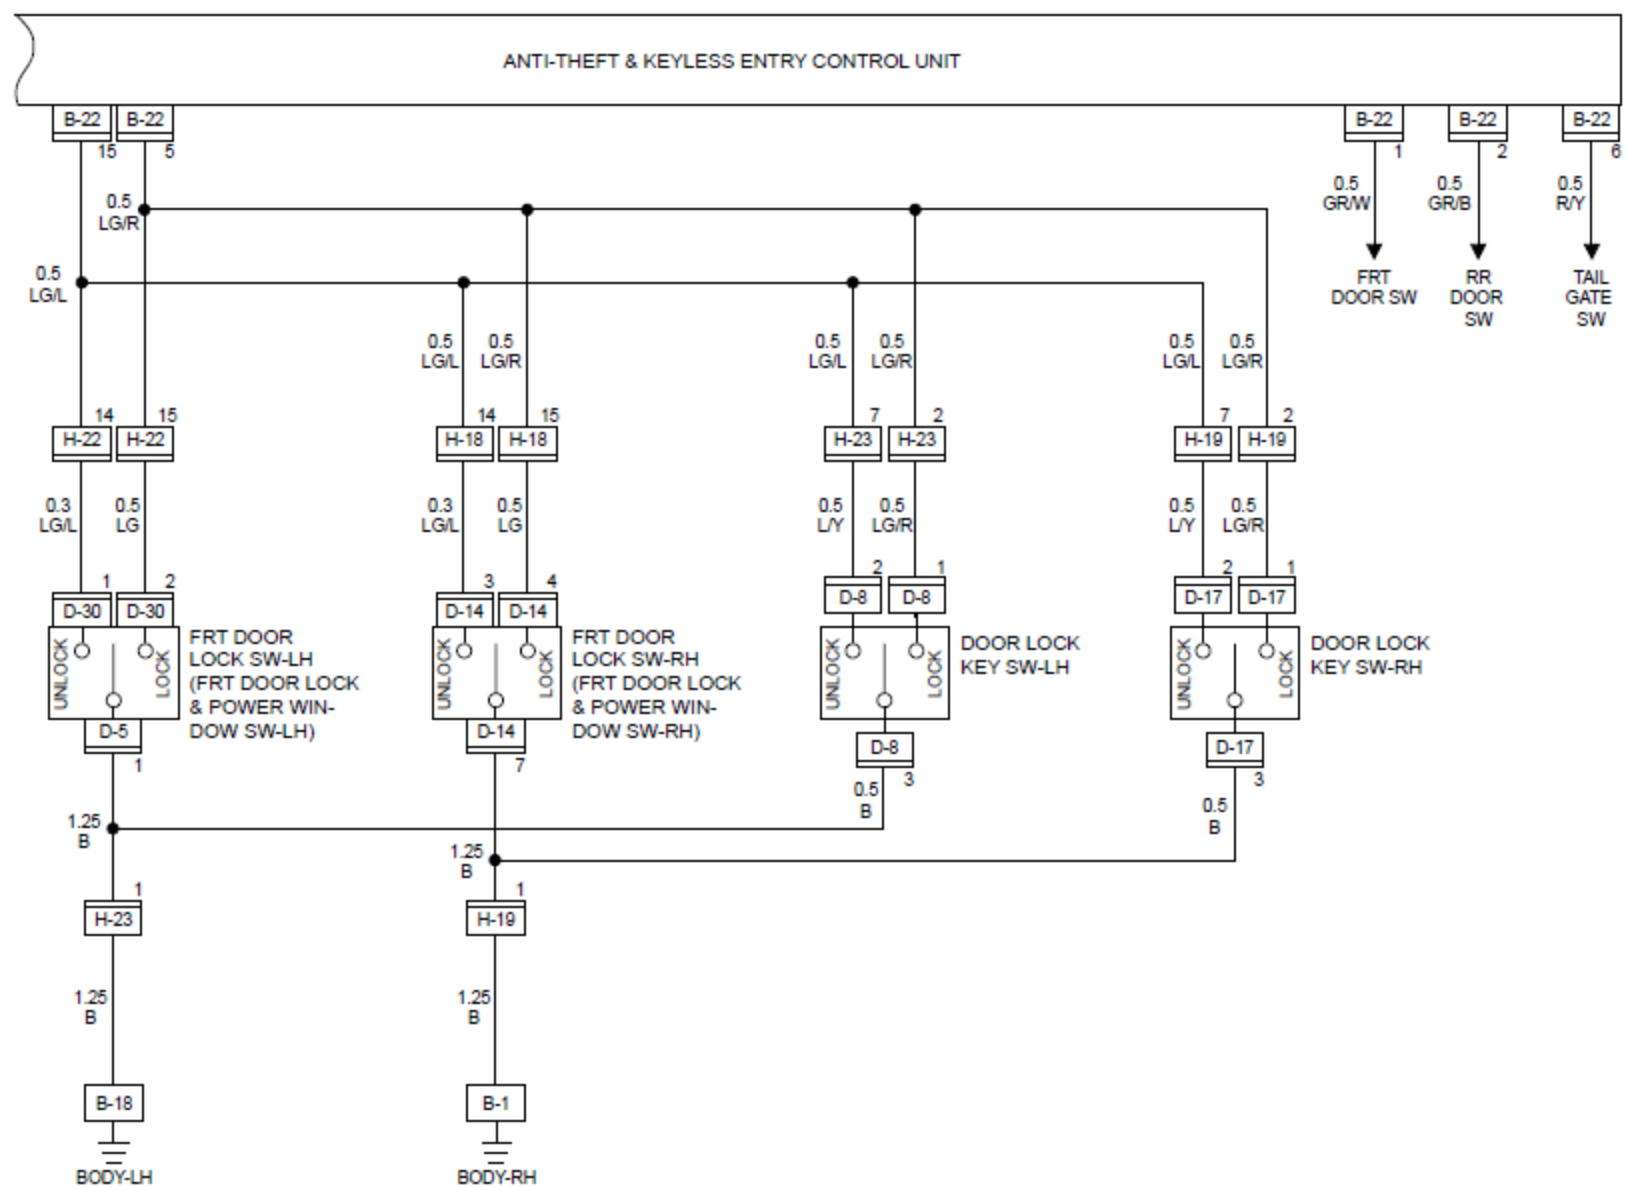 ANTI-THEFT & KEYLESS ENTRY CONTROL UNIT
B-22 B-22 B-22 B-22 B-22
15 5 1 2 6
0.5 0.5 0.5
GR/W GR/B R/Y
0.5
LG/R
FRT
DOOR SW
RR
DOOR
SW
TAIL
GATE
SW
0.5
LG/L
0.5 0.5 0.5 0.5 0.5 0.5
LG/L LG/R LG/L LG/R LG/L LG/R
14 15 14 15 7 2 7 2
H-22 H-22 H-18 H-18 H-23 H-23 H-19 H-19
0.3 0.5 0.3 0.5 0.5 0.5 0.5 0.5
LG/L LG LG/L LG L/Y LG/R L/Y LG/R
1 2 3 4 2 1 2 1
D-30 D-30 D-14 D-14 D-8 D-8 D-17 D-17
UNLOCK
LOCK
FRT DOOR
LOCK SW-LH
(FRT DOOR LOCK
& POWER WIN-
DOW SW-LH)
UNLOCK
LOCK
FRT DOOR
LOCK SW-RH
(FRT DOOR LOCK
& POWER WIN-
DOW SW-RH)
UNLOCK
LOCK
DOOR LOCK
KEY SW-LH
UNLOCK
LOCK
DOOR LOCK
KEY SW-RH
D-5 D-14 D-8 D-17
1 7 3 3
0.5
B
0.5
B
1.25
B
1.25
B
1 1
H-23 H-19
1.25 1.25
B B
B-18 B-1
BODY-LH BODY-RH